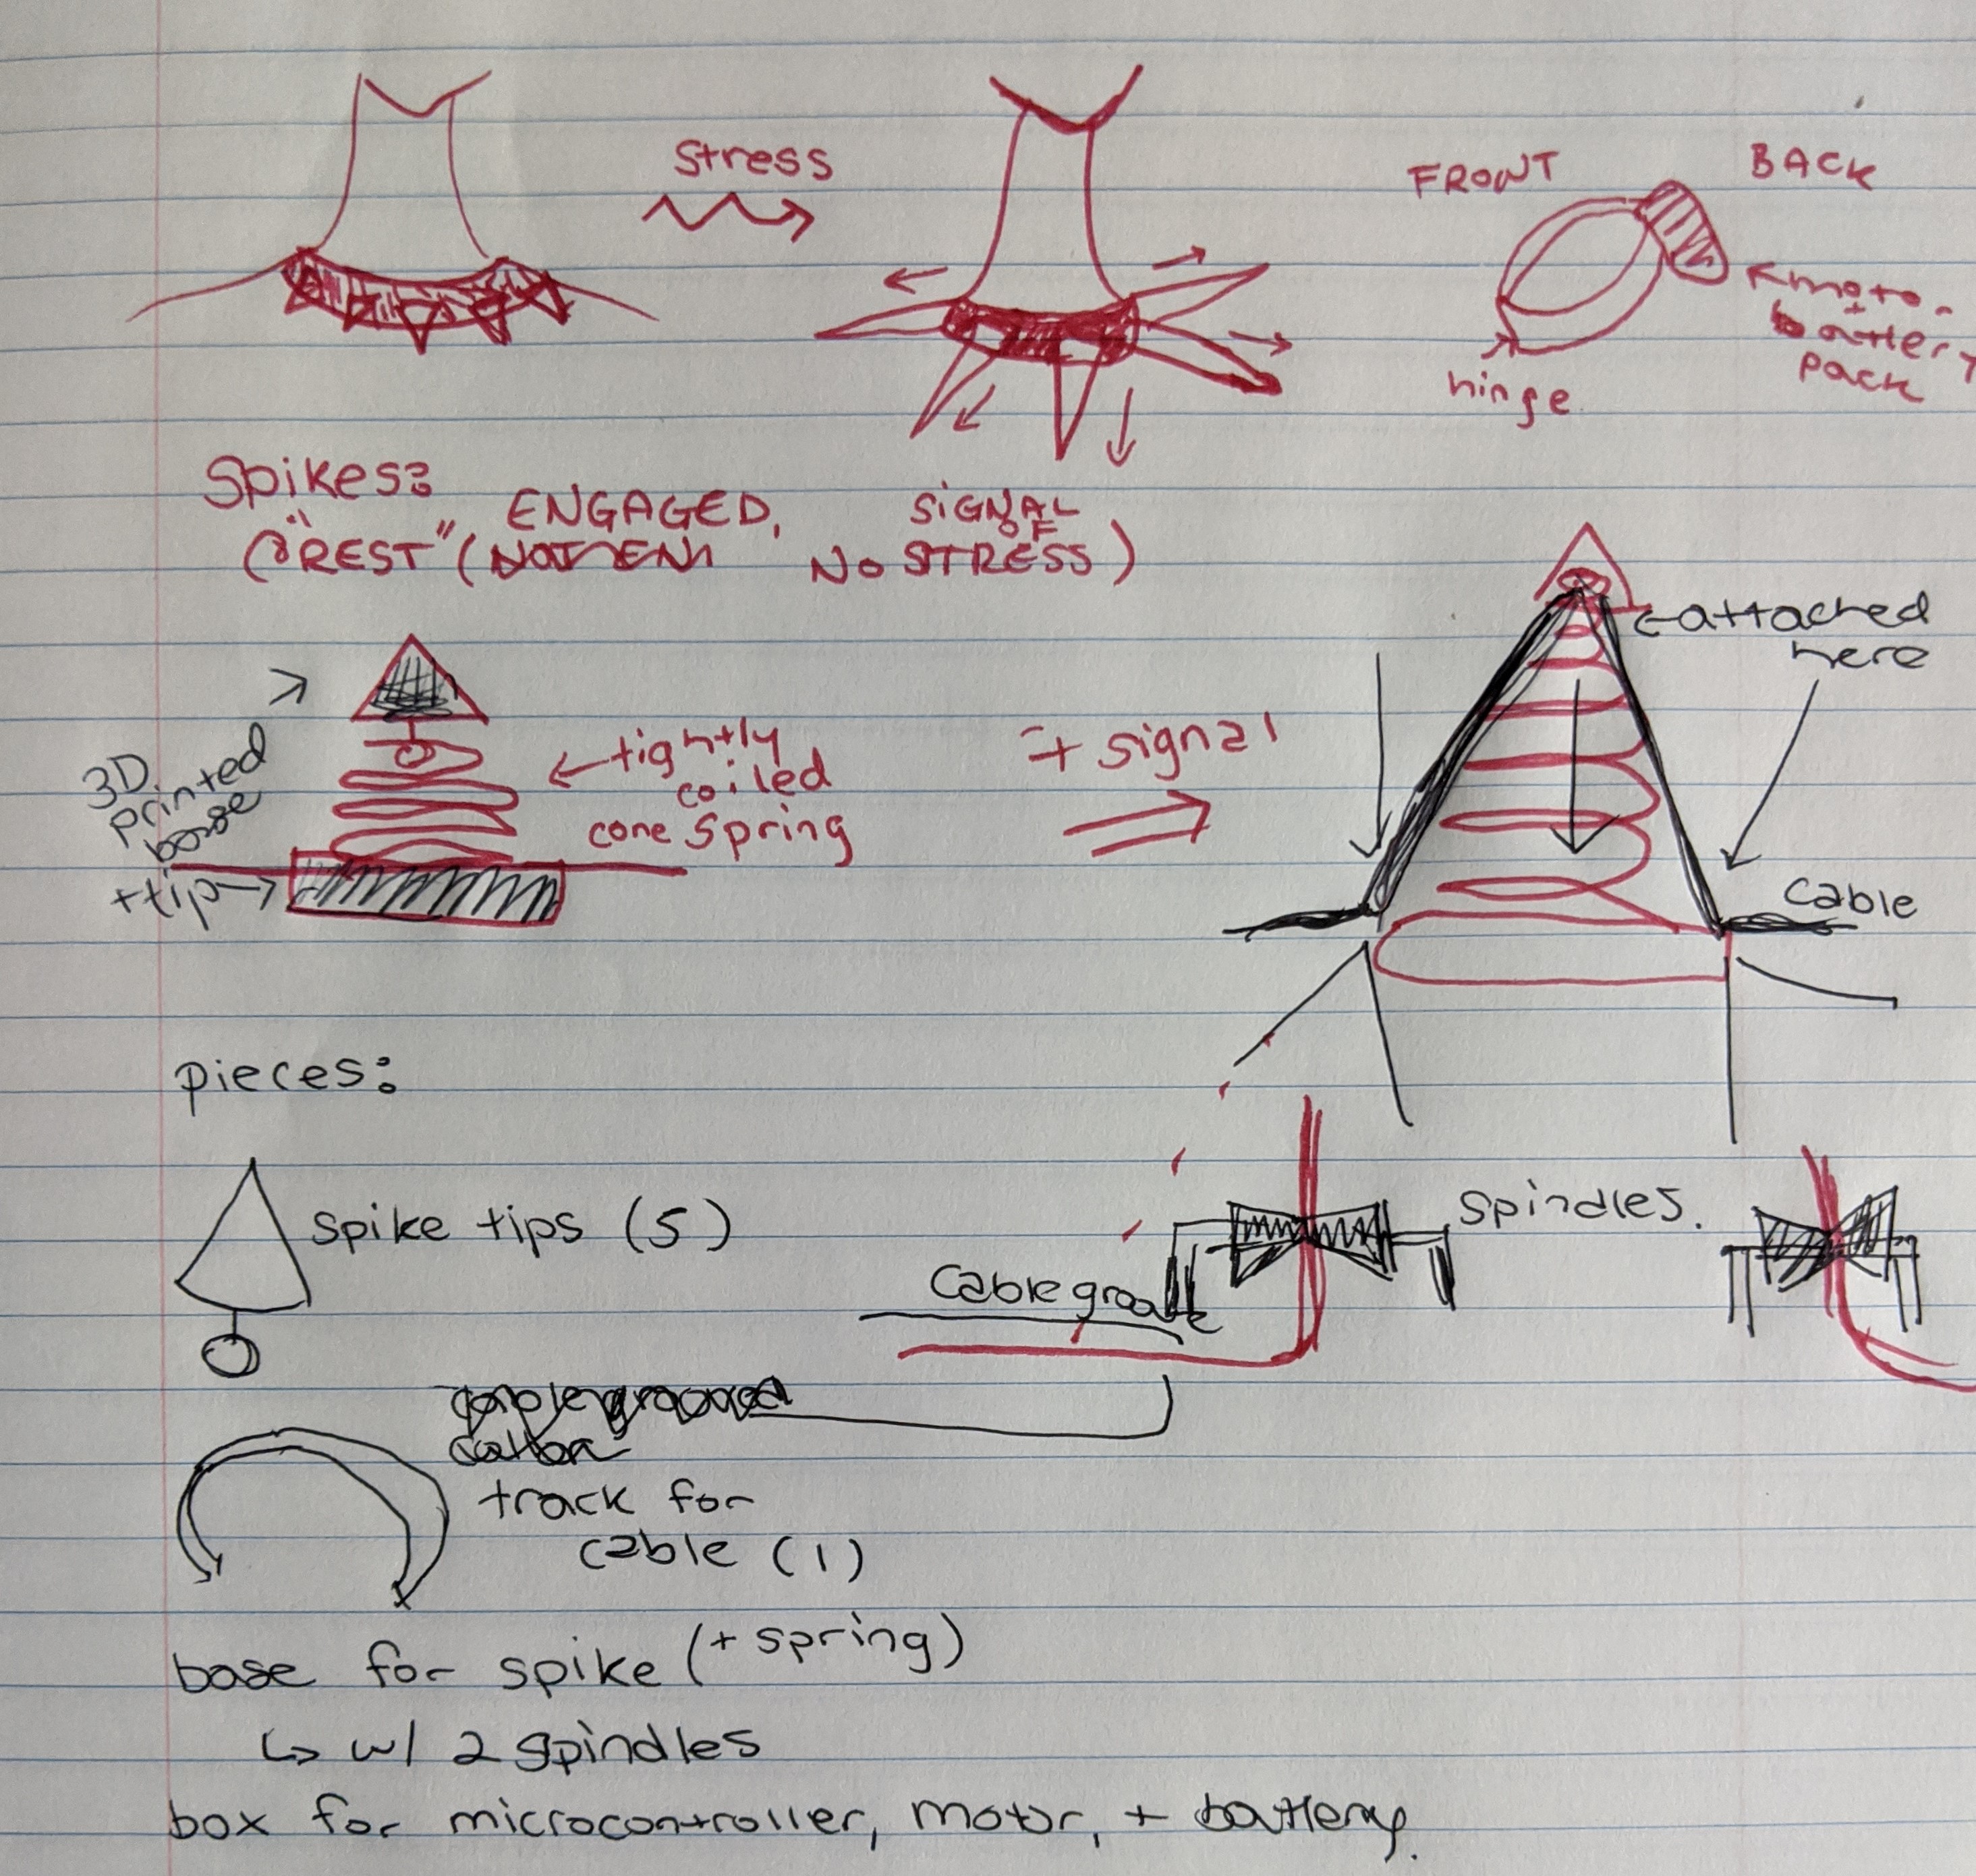 Stress
FRONT
BACK
moto-
+
battery
pack
hinge
Spikes:
ENGAGED, SIGNAL
OF
("REST" ( NO STRESS)
attached
here
3D
printed
base
+ tip
tightly
coiled
cone spring
+ signal
cable
pieces:
spike tips (5)
Spindles.
Cable groove
track for
cable (1)
base for spike (+ spring)
↳ w/ 2 spindles
box for microcontroller, motor, + battery.